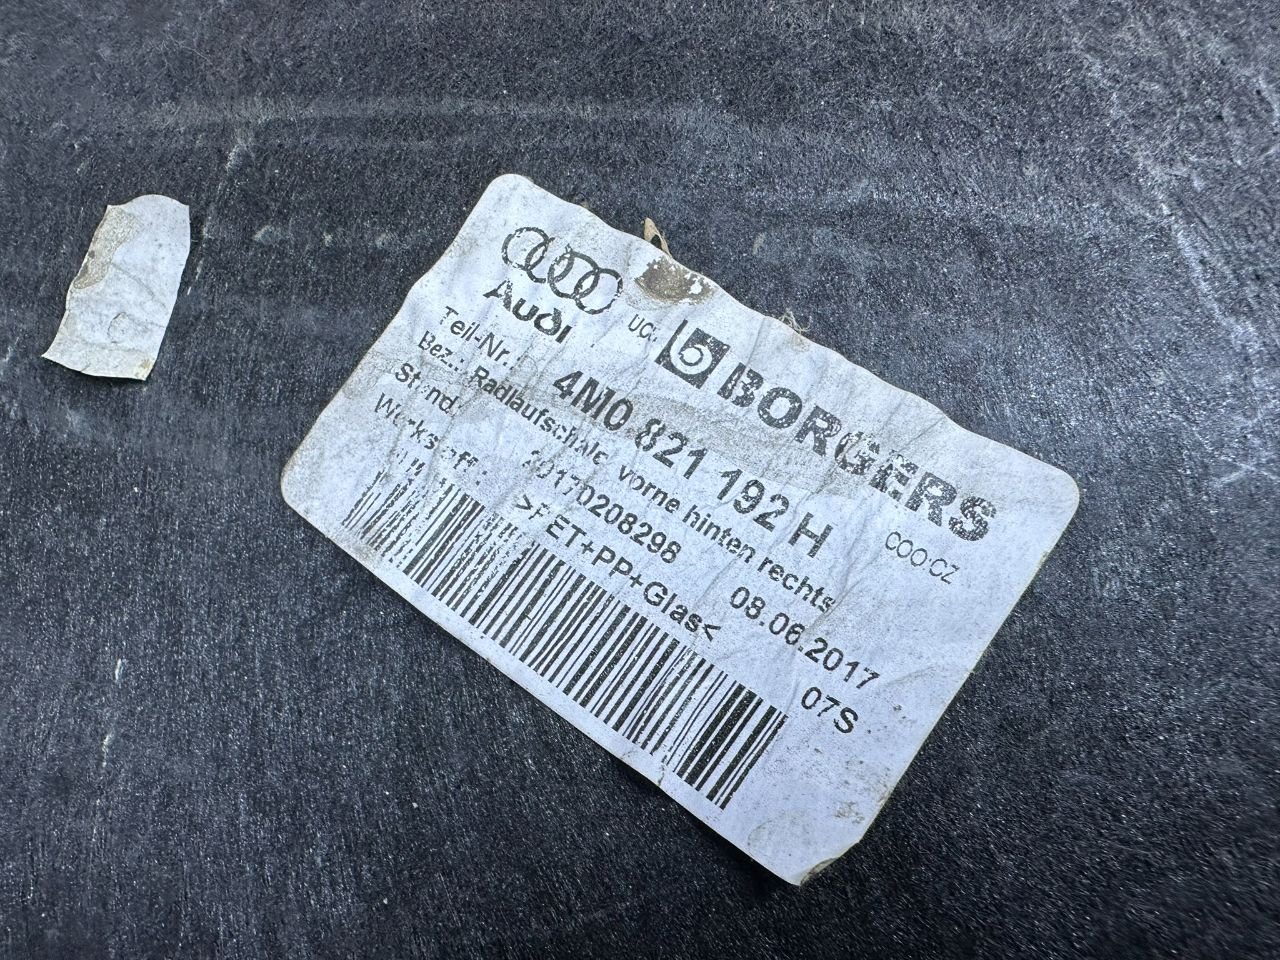 Audi UC: BORGERS
Teil-Nr.: 4M0 821 192 H COO:CZ
Bez.: Radlaufschale vorne hinten rechts
Stand: 20170208298 08.06.2017
Werkstoff: >PET+PP+Glas< 07S